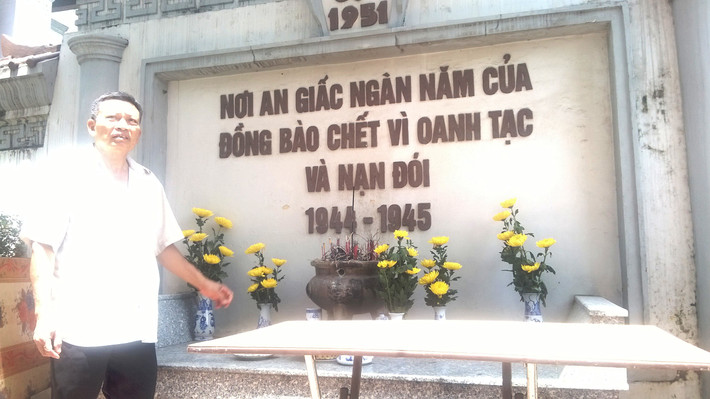 1951
NƠI AN GIẤC NGÀN NĂM CỦA
ĐỒNG BÀO CHẾT VÌ OANH TẠC
VÀ NẠN ĐÓI
1944 - 1945